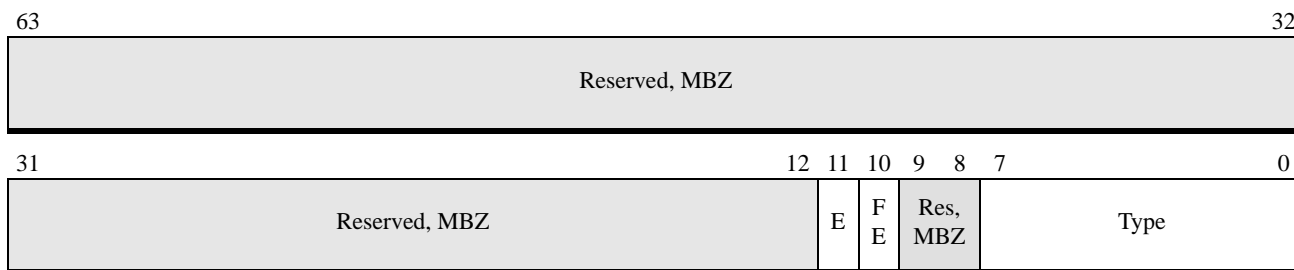 63 32
Reserved, MBZ
31 12 11 10 9 8 7 0
Reserved, MBZ E F E Res, MBZ Type